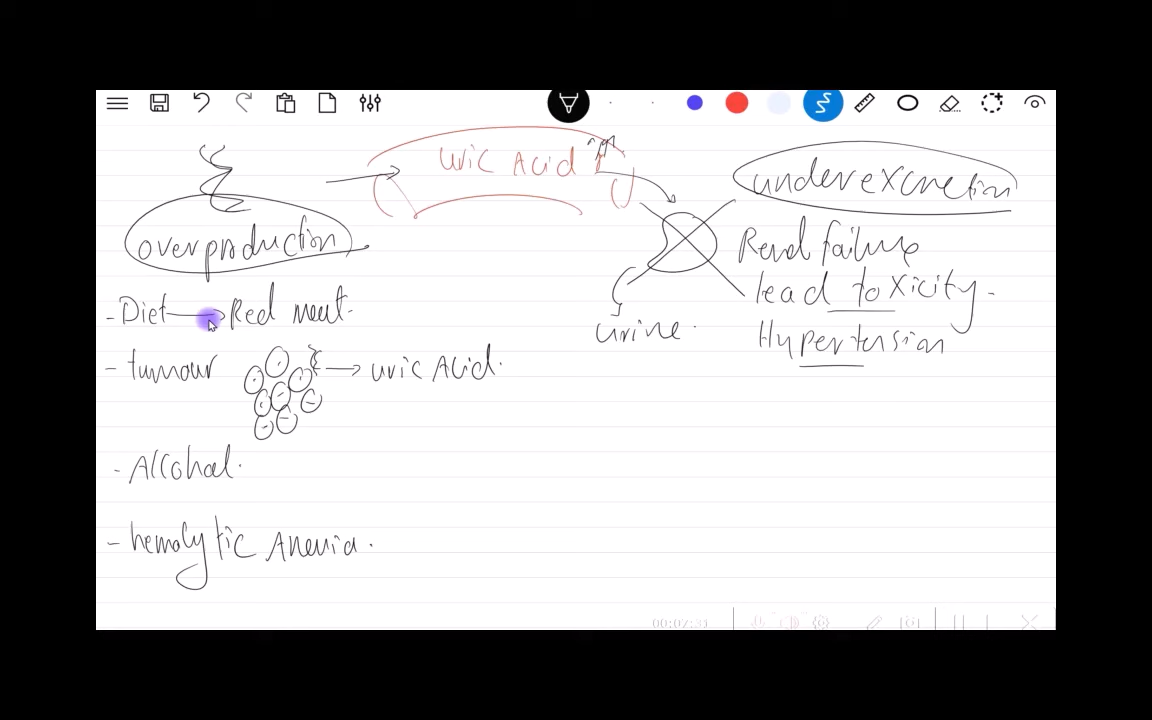 uric Acid ↑
underexcretion
overproduction
Renal failure
- Diet → Red meat.
lead toxicity.
urine.
Hypertension
- tumour → uric Acid.
- Alcohol.
- hemolytic Anemia.